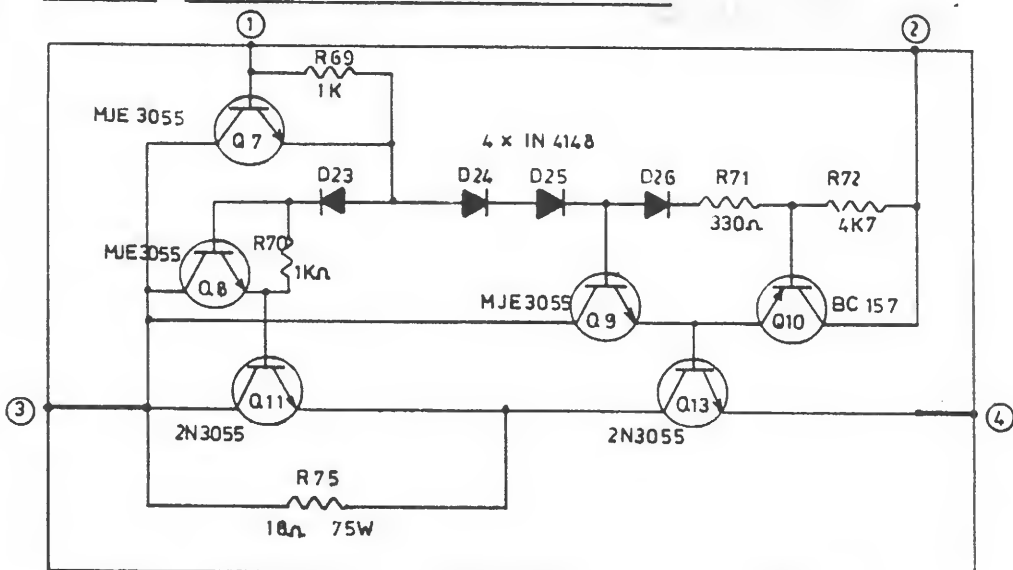 1
2
R69
1K
MJE 3055
Q7
4 x IN 4148
D23
D24
D25
D26
R71
R72
330Ω
4K7
MJE3055
R70
1KΩ
Q8
MJE3055
Q9
Q10
BC 157
3
Q11
2N3055
Q13
2N3055
4
R75
18Ω 75W